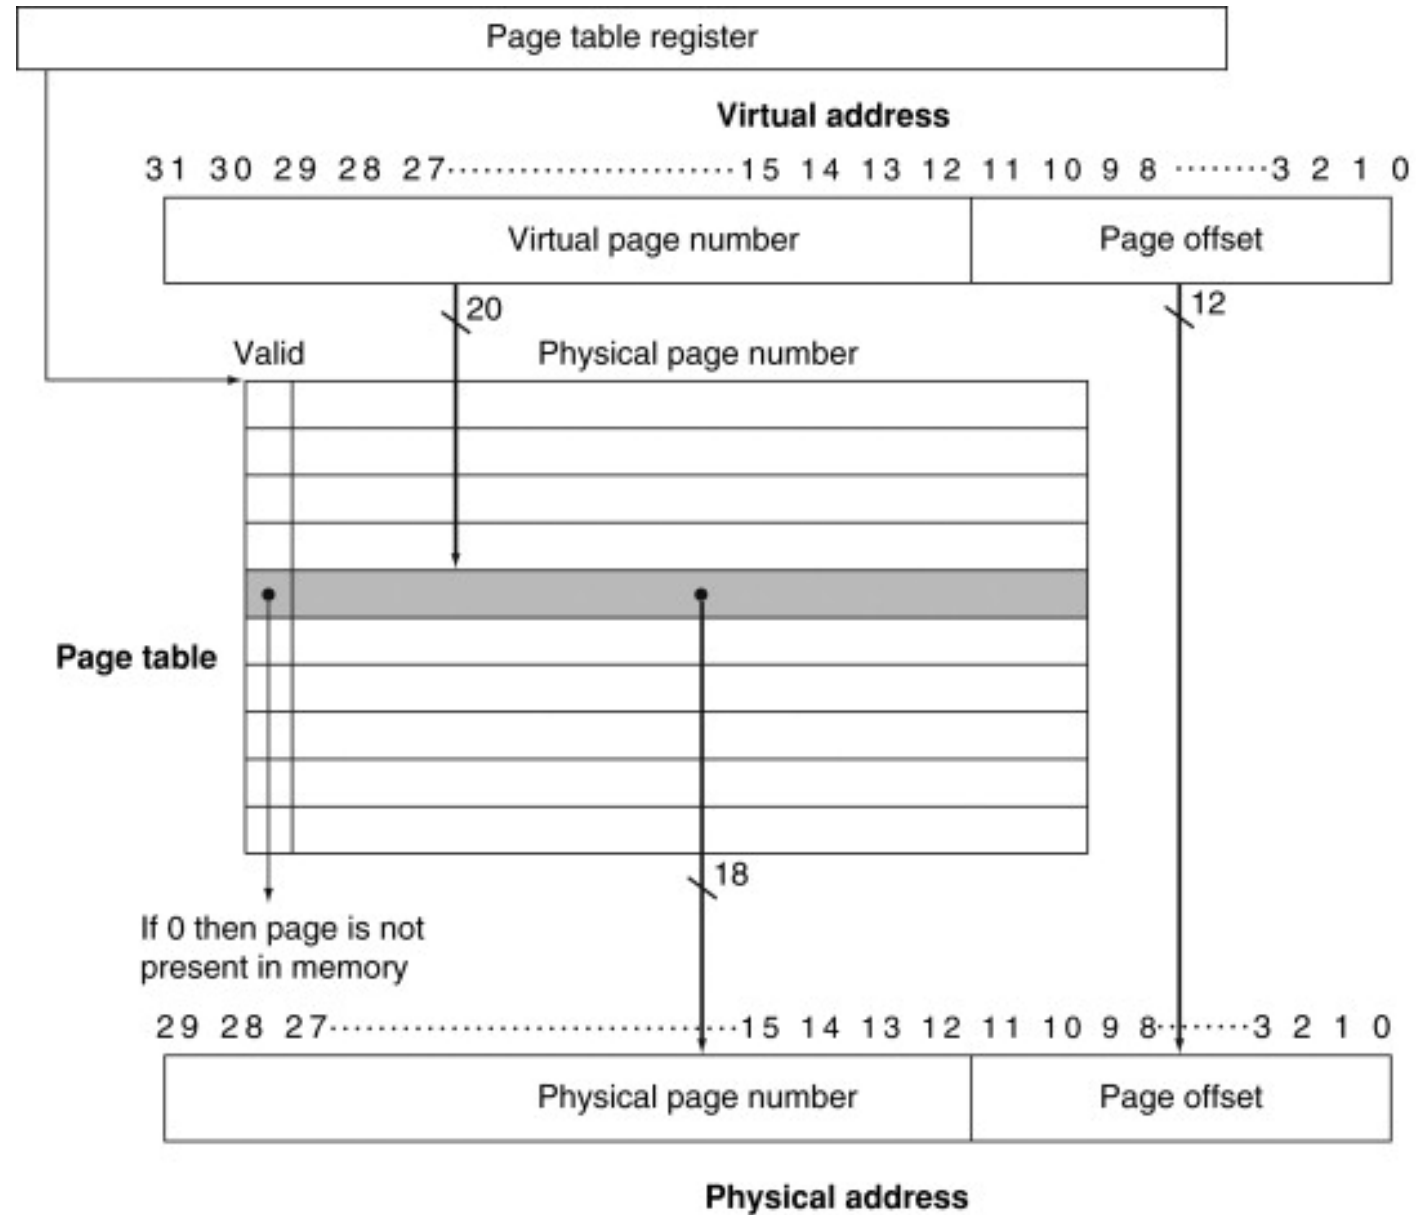 Page table register
Virtual address
31 30 29 28 27························15 14 13 12 11 10 9 8 ········3 2 1 0
Virtual page number Page offset
20 12
Valid Physical page number
Page table
18
If 0 then page is not
present in memory
29 28 27··································15 14 13 12 11 10 9 8········3 2 1 0
Physical page number Page offset
Physical address